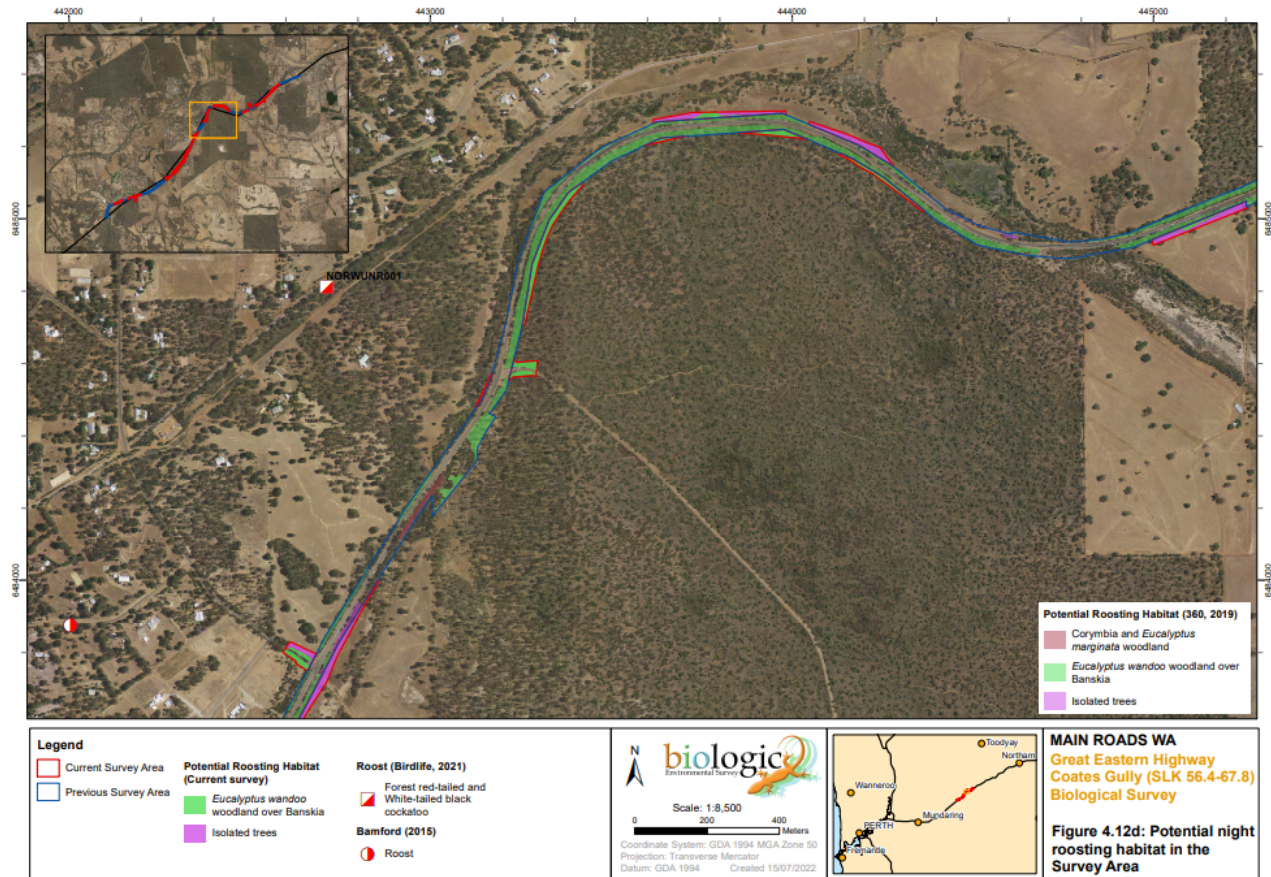 442000
443000
444000
445000
6485000
6485000
6484000
6484000
NORWUNR001
Potential Roosting Habitat (360, 2019)
Corymbia and Eucalyptus
marginata woodland
Eucalyptus wandoo woodland over
Banskia
Isolated trees
Legend
Current Survey Area
Previous Survey Area
Potential Roosting Habitat
(Current survey)
Eucalyptus wandoo
woodland over Banskia
Isolated trees
Roost (Birdlife, 2021)
Forest red-tailed and
White-tailed black
cockatoo
Bamford (2015)
Roost
N
biologic
Environmental Survey
Scale: 1:8,500
0 200 400
Meters
Coordinate System: GDA 1994 MGA Zone 50
Projection: Transverse Mercator
Datum: GDA 1994 Created 15/07/2022
Toodyay
Northam
Wanneroo
Mundaring
PERTH
Fremantle
MAIN ROADS WA
Great Eastern Highway
Coates Gully (SLK 56.4-67.8)
Biological Survey
Figure 4.12d: Potential night
roosting habitat in the
Survey Area